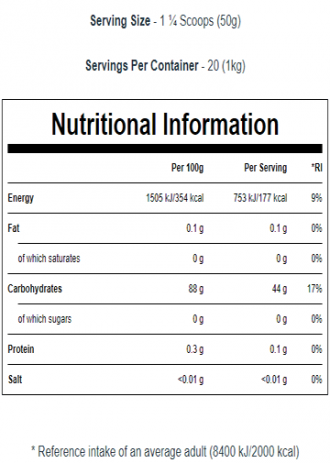 Serving Size - 1 ¼ Scoops (50g)
Servings Per Container - 20 (1kg)
Nutritional Information
Per 100g Per Serving *RI
Energy 1505 kJ/354 kcal 753 kJ/177 kcal 9%
Fat 0.1 g 0.1 g 0%
of which saturates 0 g 0 g 0%
Carbohydrates 88 g 44 g 17%
of which sugars 0 g 0 g 0%
Protein 0.3 g 0.1 g 0%
Salt <0.01 g <0.01 g 0%
* Reference intake of an average adult (8400 kJ/2000 kcal)